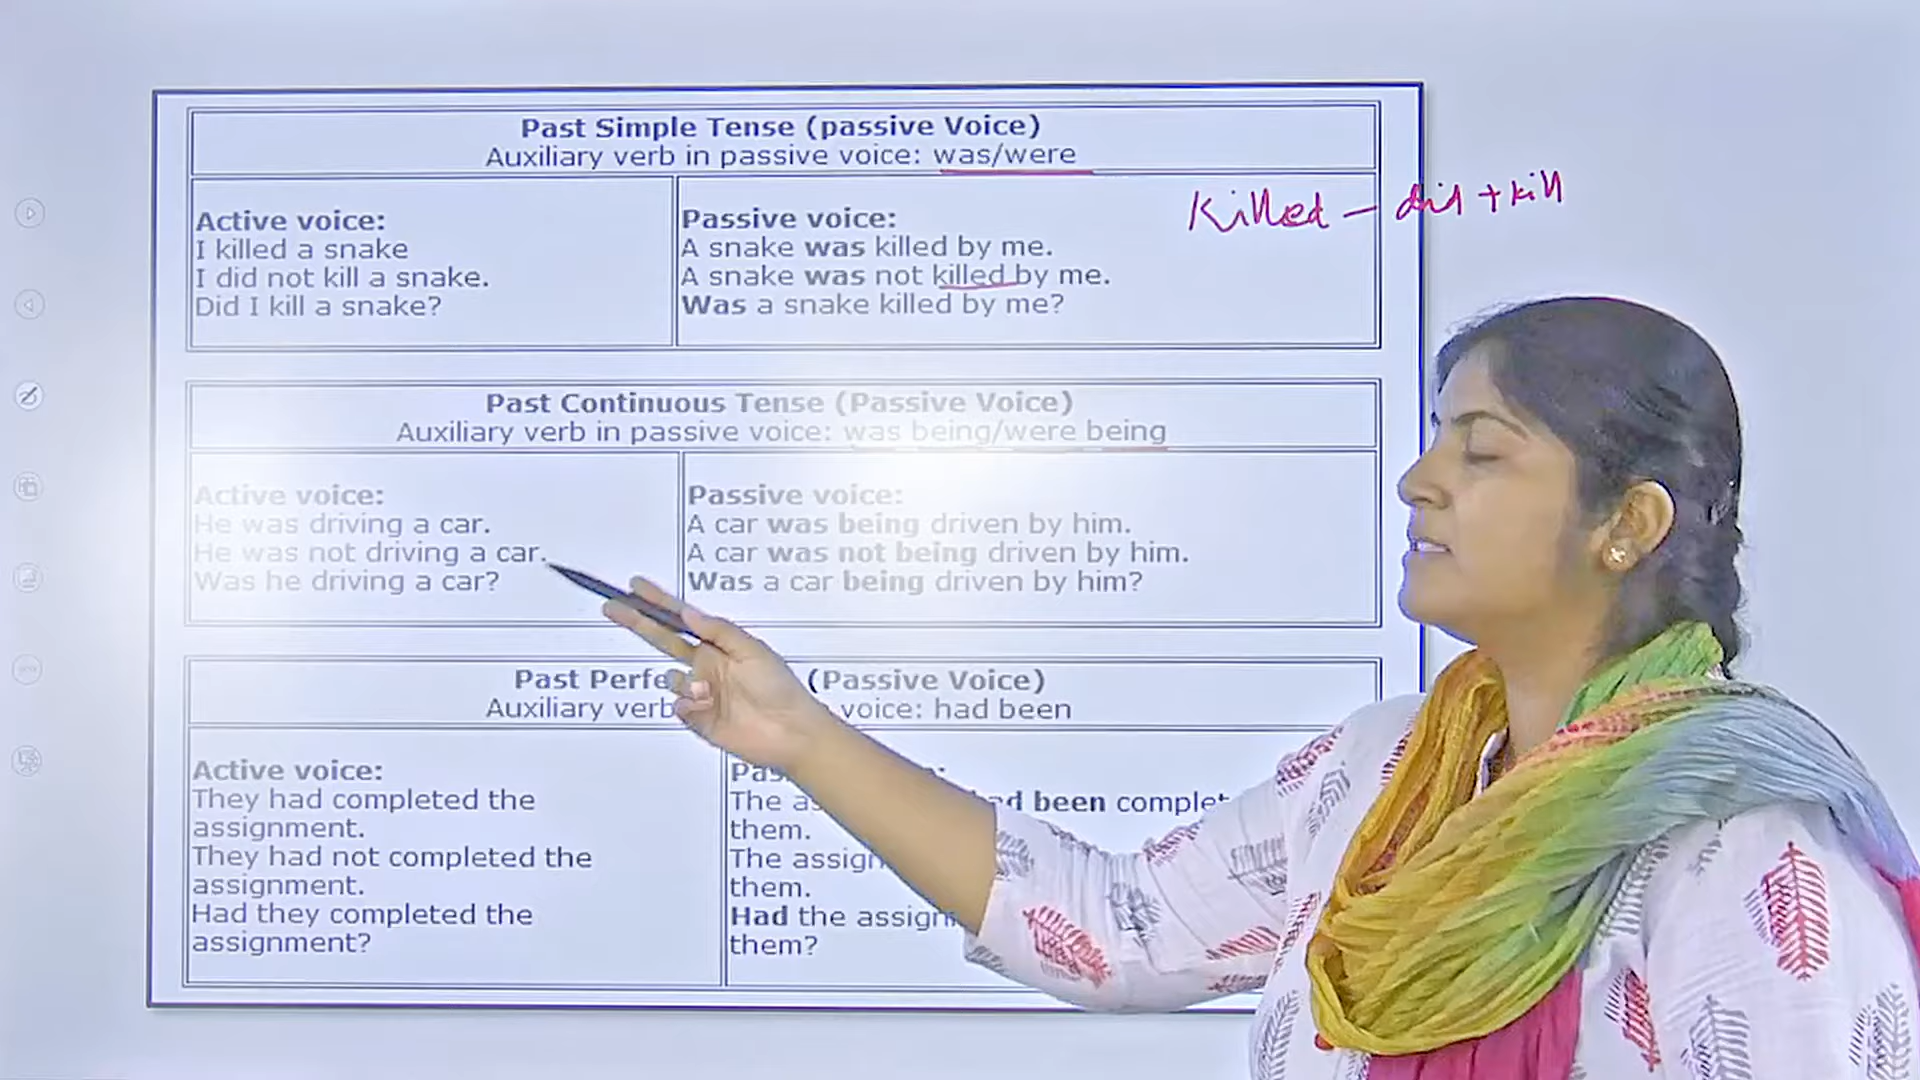 Past Simple Tense (passive Voice)
Auxiliary verb in passive voice: was/were
Killed – did + kill
Active voice:
I killed a snake
I did not kill a snake.
Did I kill a snake?
Passive voice:
A snake was killed by me.
A snake was not killed by me.
Was a snake killed by me?
Past Continuous Tense (Passive Voice)
Auxiliary verb in passive voice: was being/were being
Active voice:
He was driving a car.
He was not driving a car.
Was he driving a car?
Passive voice:
A car was being driven by him.
A car was not being driven by him.
Was a car being driven by him?
Past (Passive Voice)
Auxiliary verb voice: had been
Active voice:
They had completed the
assignment.
They had not completed the
assignment.
Had they completed the
assignment?
The been
them.
The
them.
Had the
them?